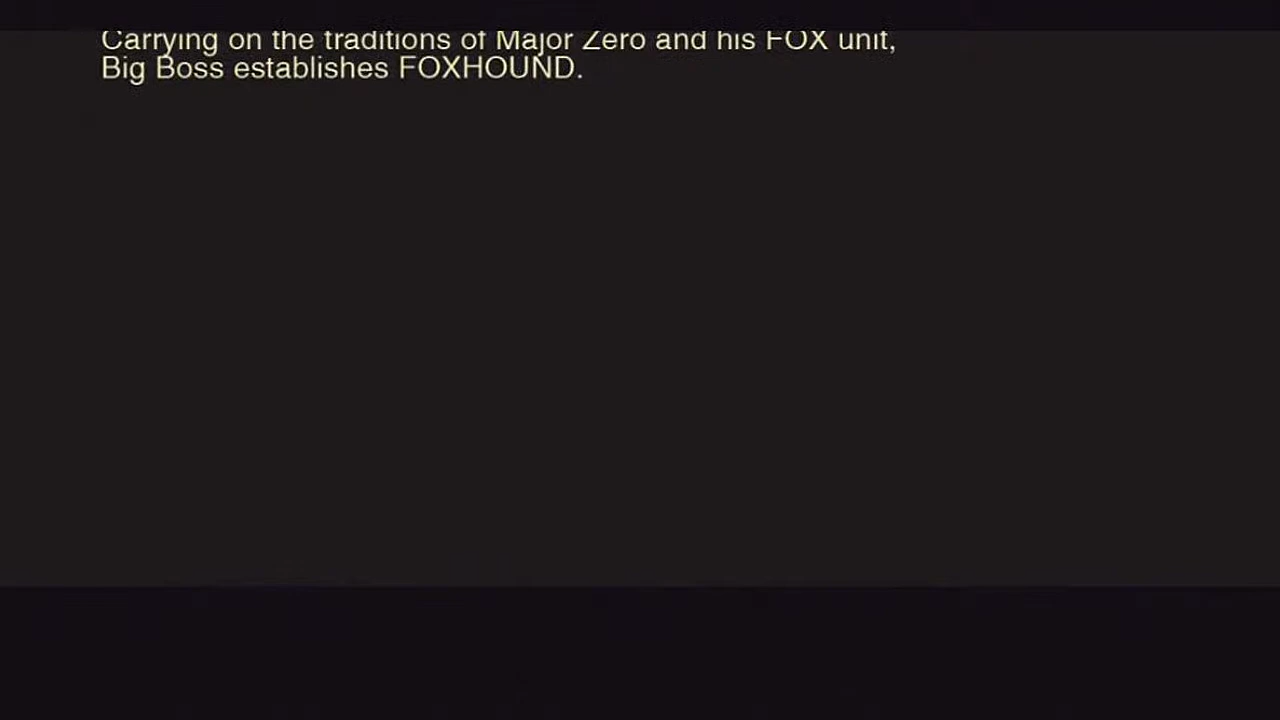 Carrying on the traditions of Major Zero and his FOX unit,
Big Boss establishes FOXHOUND.